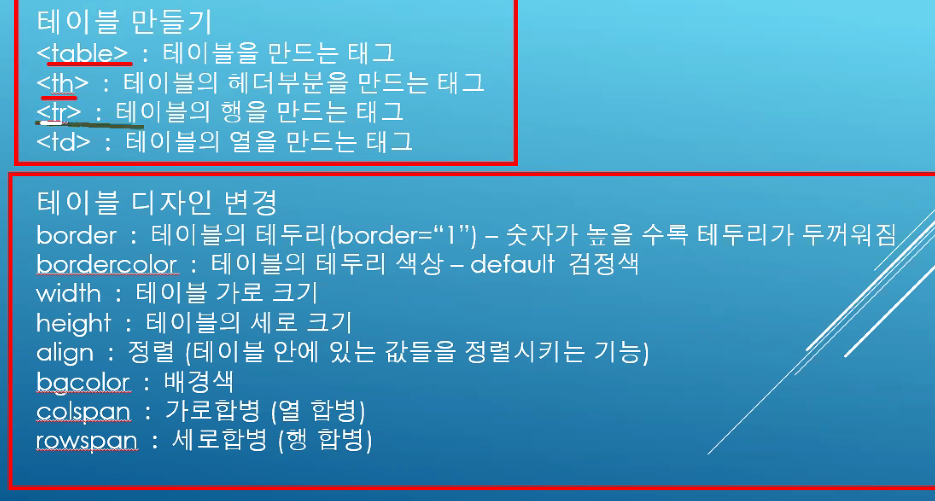 테이블 만들기
<table> : 테이블을 만드는 태그
<th> : 테이블의 헤더부분을 만드는 태그
<tr> : 테이블의 행을 만드는 태그
<td> : 테이블의 열을 만드는 태그
테이블 디자인 변경
border : 테이블의 테두리(border=“1”) – 숫자가 높을 수록 테두리가 두꺼워짐
bordercolor : 테이블의 테두리 색상 – default 검정색
width : 테이블 가로 크기
height : 테이블의 세로 크기
align : 정렬 (테이블 안에 있는 값들을 정렬시키는 기능)
bgcolor : 배경색
colspan : 가로합병 (열 합병)
rowspan : 세로합병 (행 합병)